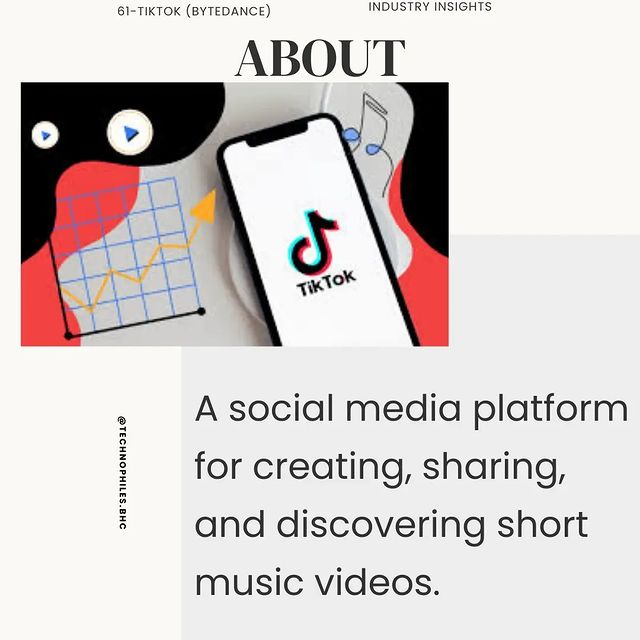 61-TIKTOK (BYTEDANCE)
INDUSTRY INSIGHTS
ABOUT
TikTok
@TECHNOPHILES.BHC
A social media platform
for creating, sharing,
and discovering short
music videos.